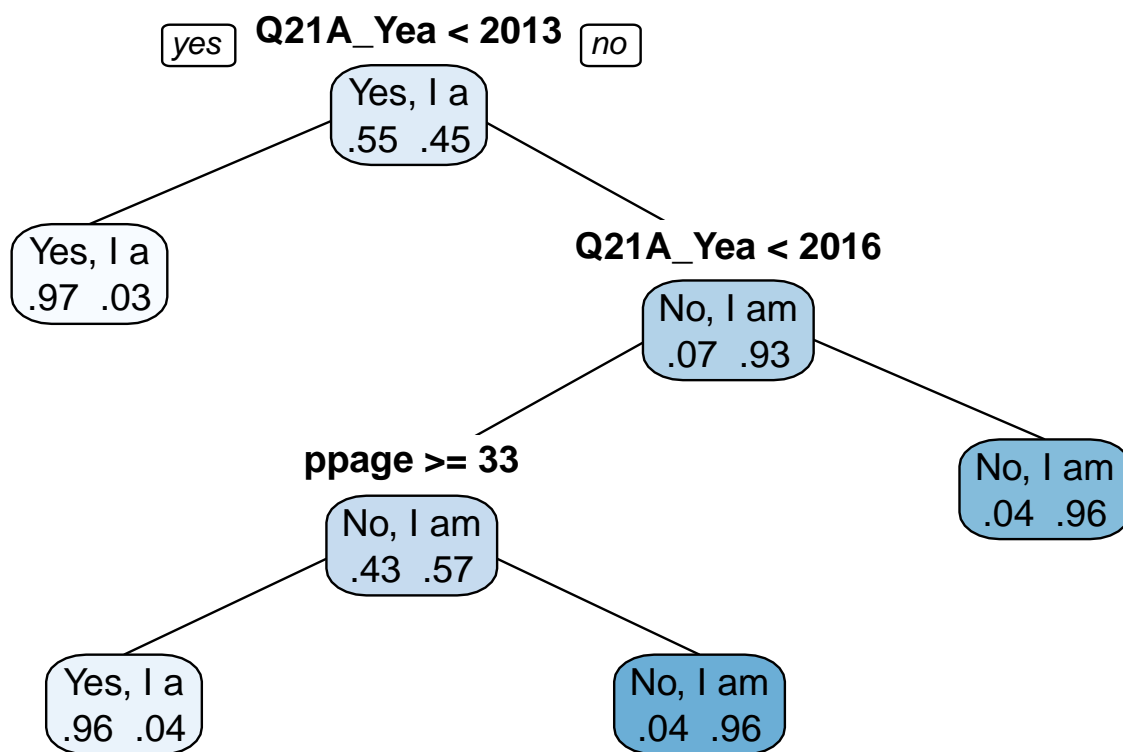 yes Q21A_Yea < 2013 no
Yes, I a
.55 .45
Yes, I a
.97 .03
Q21A_Yea < 2016
No, I am
.07 .93
ppage >= 33
No, I am
.43 .57
No, I am
.04 .96
Yes, I a
.96 .04
No, I am
.04 .96